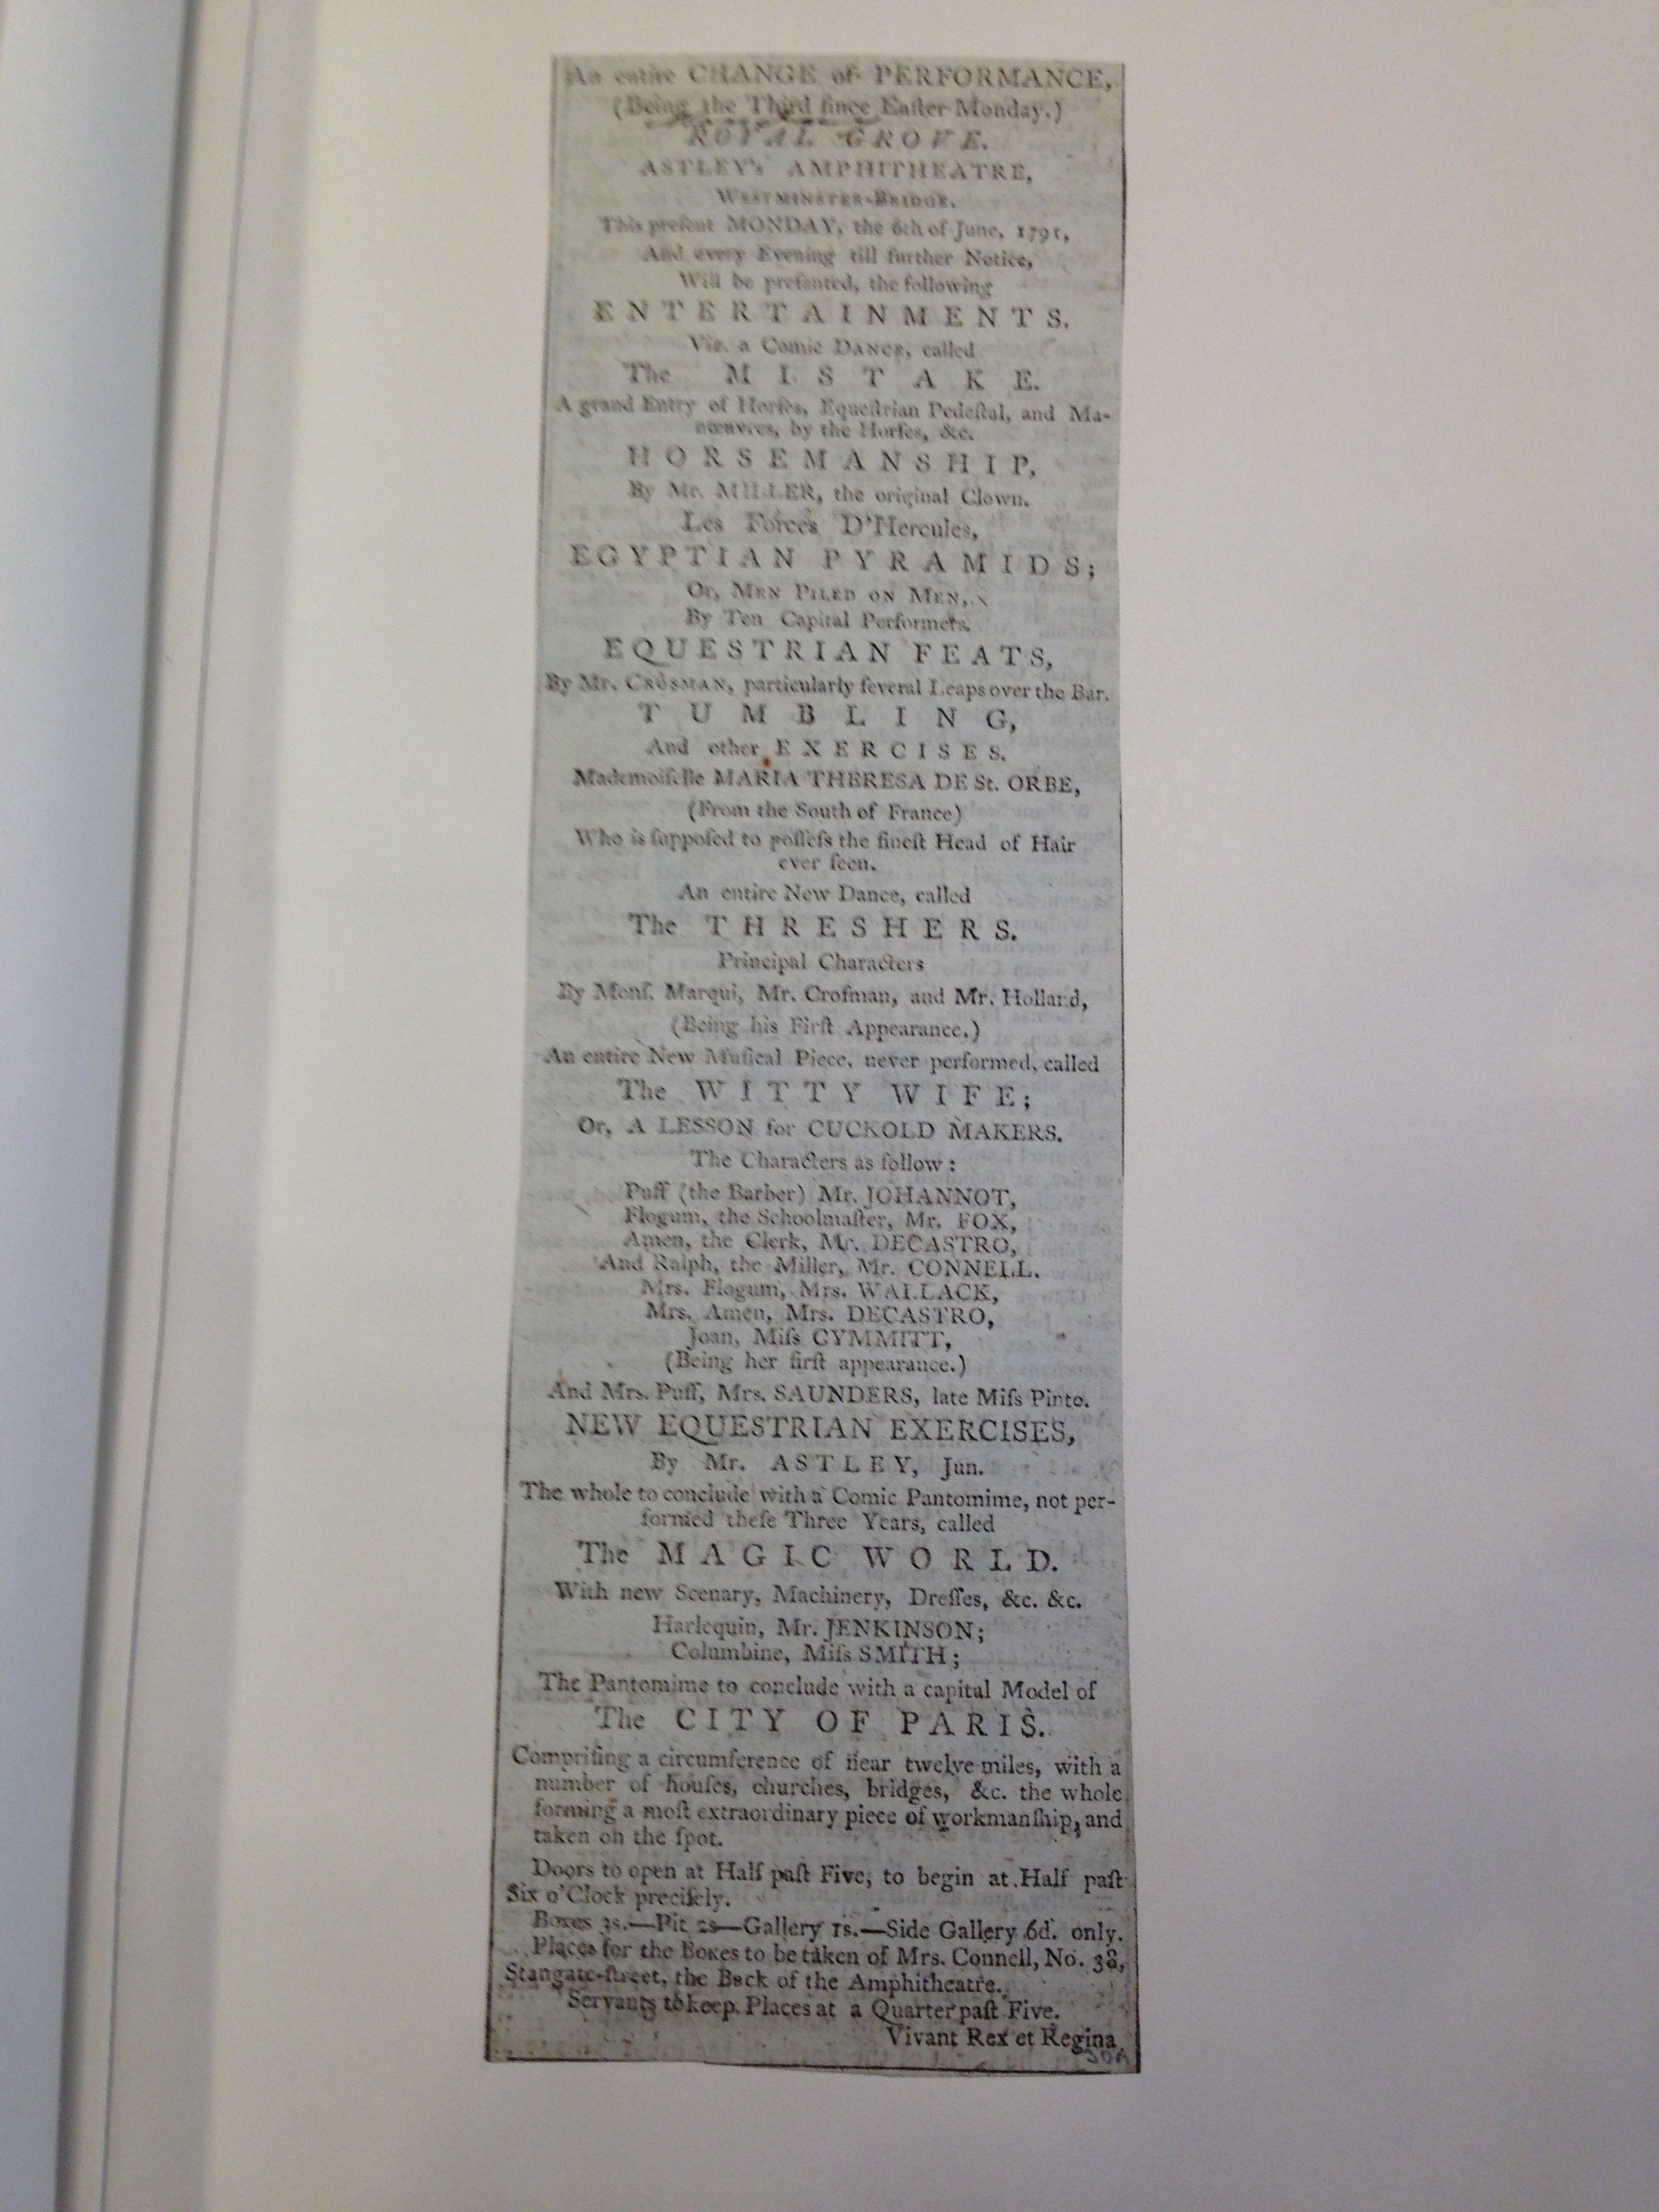 An entire CHANGE of PERFORMANCE,
(Being the Third ſince Eaſter Monday.)
ROYAL GROVE.
ASTLEY's AMPHITHEATRE,
WESTMINSTER-BRIDGE.
This preſent MONDAY, the 6th of June, 1791,
And every Evening till further Notice,
Will be preſented, the following
ENTERTAINMENTS.
Viz. a Comic DANCE, called
The MISTAKE.
A grand Entry of Horſes, Equeſtrian Pedeſtal, and Ma-
nœuvres, by the Horſes, &c.
HORSEMANSHIP,
By Mr. MILLER, the original Clown.
Les Forces D'Hercules,
EGYPTIAN PYRAMIDS;
Or, MEN PILED ON MEN,
By Ten Capital Performers.
EQUESTRIAN FEATS,
By Mr. CROSMAN, particularly ſeveral Leaps over the Bar.
TUMBLING,
And other EXERCISES.
Mademoiſelle MARIA THERESA DE St. ORBE,
(From the South of France)
Who is ſuppoſed to poſſeſs the fineſt Head of Hair
ever ſeen.
An entire New Dance, called
The THRESHERS.
Principal Characters
By Monſ. Marqui, Mr. Croſman, and Mr. Holland,
(Being his Firſt Appearance.)
An entire New Muſical Piece, never performed, called
The WITTY WIFE;
Or, A LESSON for CUCKOLD MAKERS.
The Characters as follow:
Puff (the Barber) Mr. JOHANNOT,
Flogum, the Schoolmaſter, Mr. FOX,
Amen, the Clerk, Mr. DECASTRO,
And Ralph, the Miller, Mr. CONNELL.
Mrs. Flogum, Mrs. WALLACK,
Mrs. Amen, Mrs. DECASTRO,
Joan, Miſs GYMMITT,
(Being her firſt appearance.)
And Mrs. Puff, Mrs. SAUNDERS, late Miſs Pinto.
NEW EQUESTRIAN EXERCISES,
By Mr. ASTLEY, Jun.
The whole to conclude with a Comic Pantomime, not per-
formed theſe Three Years, called
The MAGIC WORLD.
With new Scenary, Machinery, Dreſſes, &c. &c.
Harlequin, Mr. JENKINSON;
Columbine, Miſs SMITH;
The Pantomime to conclude with a capital Model of
The CITY OF PARIS.
Compriſing a circumference of near twelve miles, with a
number of houſes, churches, bridges, &c. the whole
forming a moſt extraordinary piece of workmanſhip, and
taken on the ſpot.
Doors to open at Half paſt Five, to begin at Half paſt
Six o'Clock preciſely.
Boxes 3s.—Pit 2s—Gallery 1s.—Side Gallery 6d. only.
Places for the Boxes to be taken of Mrs. Connell, No. 38,
Stangate-ſtreet, the Back of the Amphitheatre.
Servants to keep Places at a Quarter paſt Five.
Vivant Rex et Regina